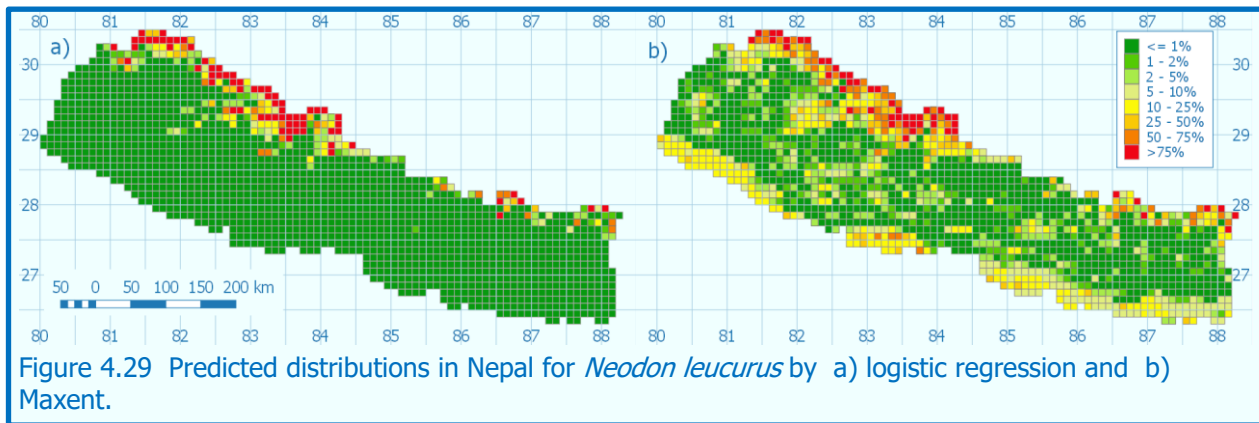 80 81 82 83 84 85 86 87 88
80 81 82 83 84 85 86 87 88
a)
b)
30
29
28
27
30
29
28
27
<= 1%
1 - 2%
2 - 5%
5 - 10%
10 - 25%
25 - 50%
50 - 75%
>75%
50 0 50 100 150 200 km
80 81 82 83 84 85 86 87 88
80 81 82 83 84 85 86 87 88
Figure 4.29 Predicted distributions in Nepal for Neodon leucurus by a) logistic regression and b)
Maxent.